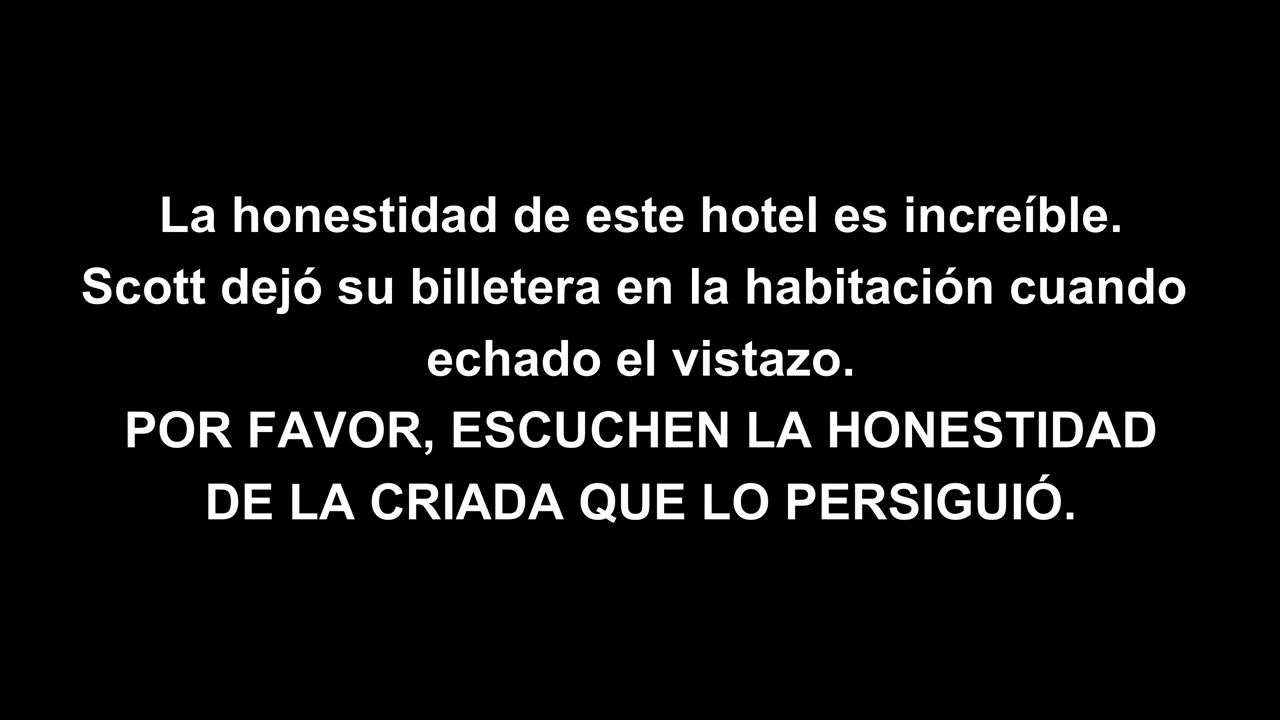 La honestidad de este hotel es increíble.
Scott dejó su billetera en la habitación cuando
echado el vistazo.
POR FAVOR, ESCUCHEN LA HONESTIDAD
DE LA CRIADA QUE LO PERSIGUIÓ.